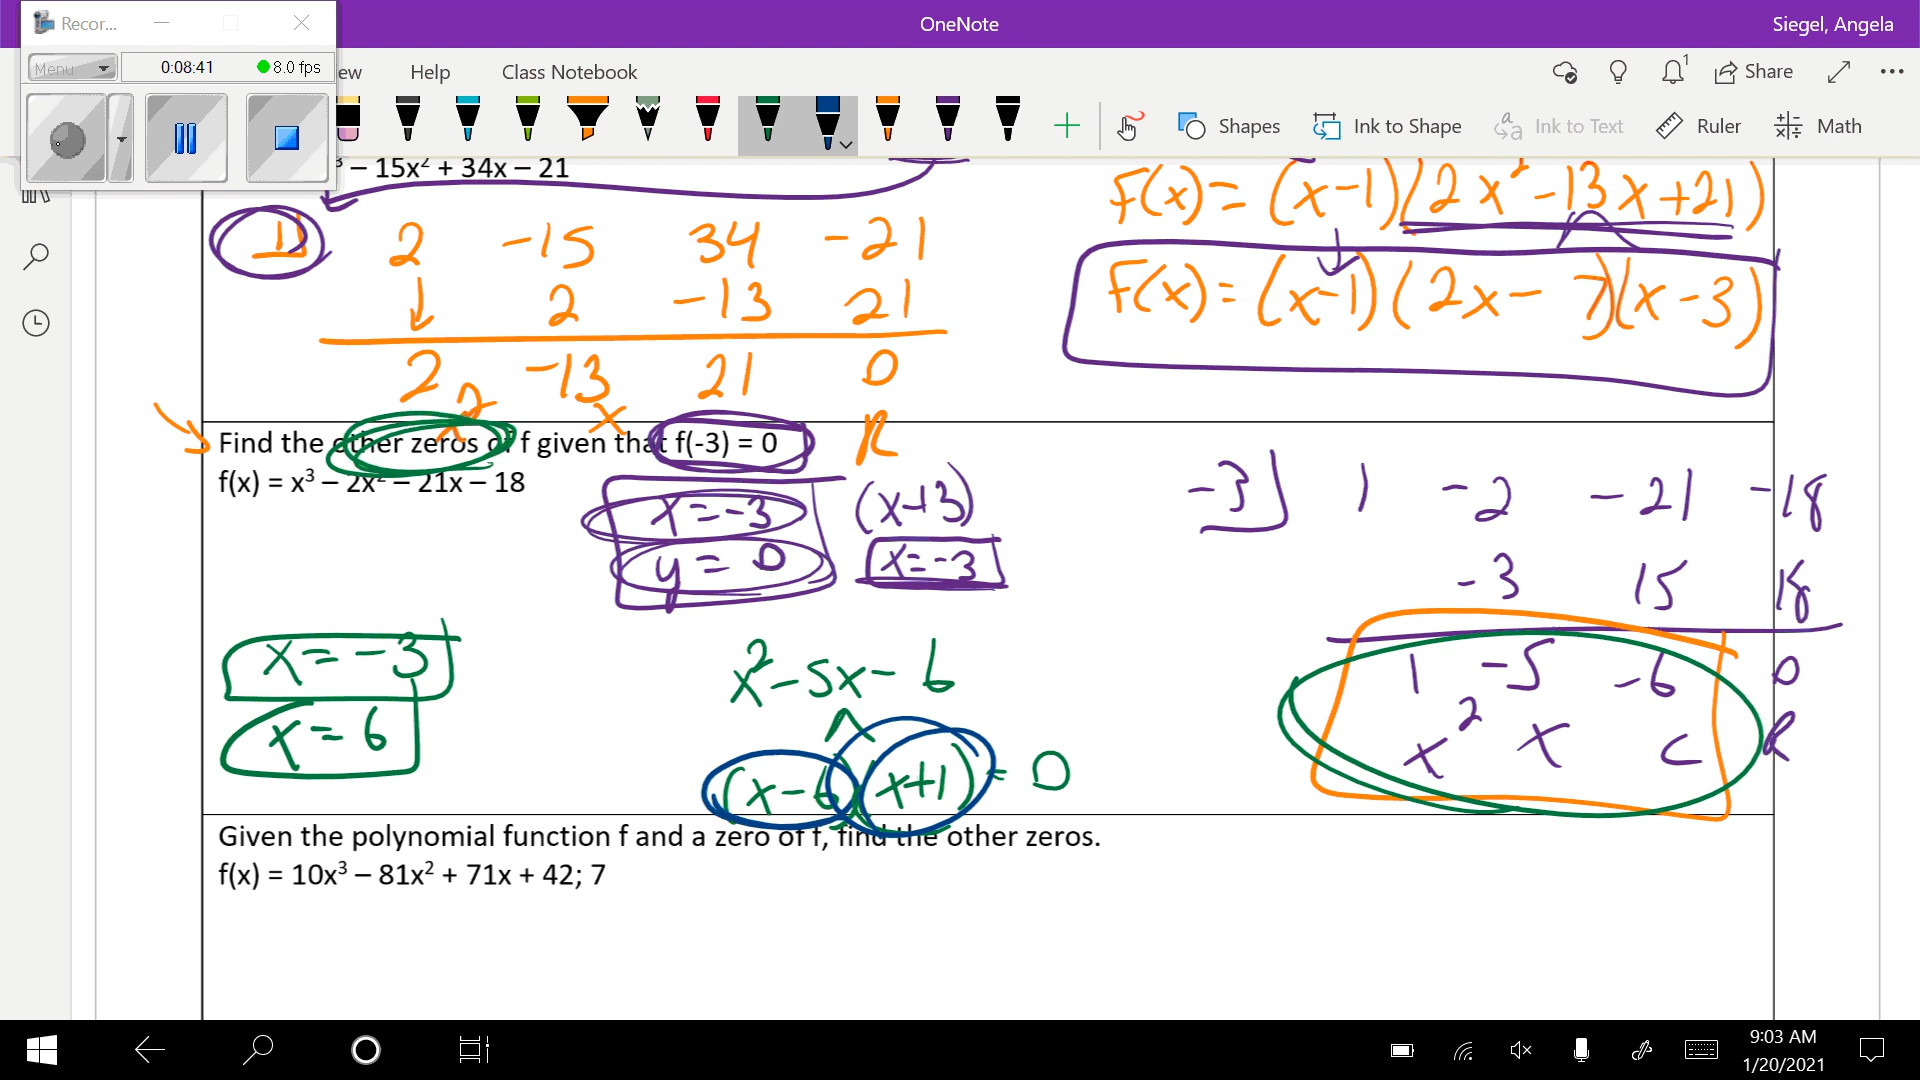 Recor...
OneNote
Siegel, Angela
Menu
0:08:41
8.0 fps
ew
Help
Class Notebook
Share
Shapes
Ink to Shape
Ink to Text
Ruler
Math
³ – 15x² + 34x – 21
1 2 -15 34 -21
2 -13 21
2 -13 21 0
x² x R
F(x) = (x-1)(2x²-13x+21)
F(x) = (x-1)(2x-7)(x-3)
Find the other zeros of f given that f(-3) = 0
f(x) = x³ – 2x² – 21x – 18
x=-3
y=0
(x+3)
x=-3
-3 1 -2 -21 -18
-3 15 18
1 -5 -6 0
x² x c R
x=-3
x=6
x²-5x-6
(x-6)(x+1)=0
Given the polynomial function f and a zero of f, find the other zeros.
f(x) = 10x³ – 81x² + 71x + 42; 7
9:03 AM
1/20/2021